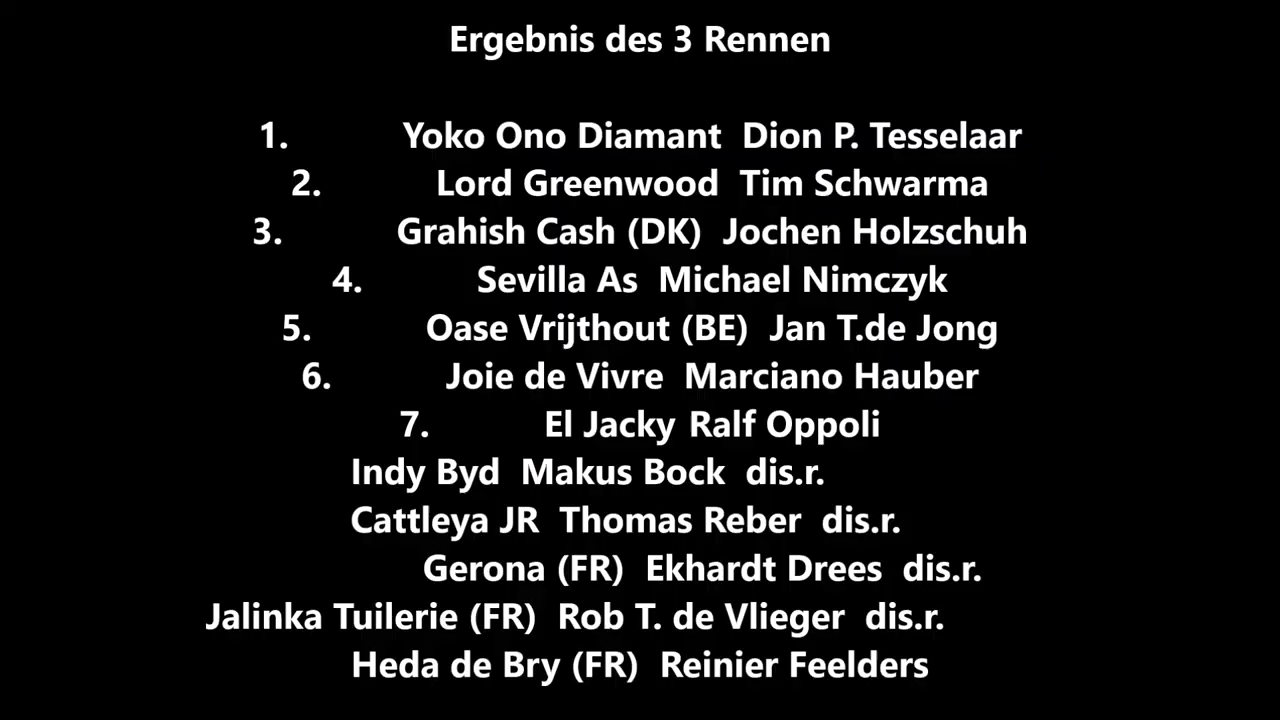 Ergebnis des 3 Rennen
1. Yoko Ono Diamant Dion P. Tesselaar
2. Lord Greenwood Tim Schwarma
3. Grahish Cash (DK) Jochen Holzschuh
4. Sevilla As Michael Nimczyk
5. Oase Vrijthout (BE) Jan T.de Jong
6. Joie de Vivre Marciano Hauber
7. El Jacky Ralf Oppoli
Indy Byd Makus Bock dis.r.
Cattleya JR Thomas Reber dis.r.
Gerona (FR) Ekhardt Drees dis.r.
Jalinka Tuilerie (FR) Rob T. de Vlieger dis.r.
Heda de Bry (FR) Reinier Feelders